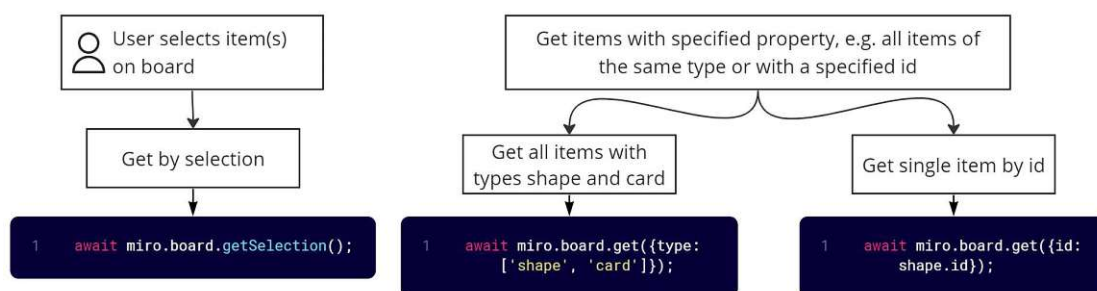 User selects item(s)
on board
Get by selection
1 await miro.board.getSelection();
Get items with specified property, e.g. all items of
the same type or with a specified id
Get all items with
types shape and card
1 await miro.board.get({type:
['shape', 'card']});
Get single item by id
1 await miro.board.get({id:
shape.id});